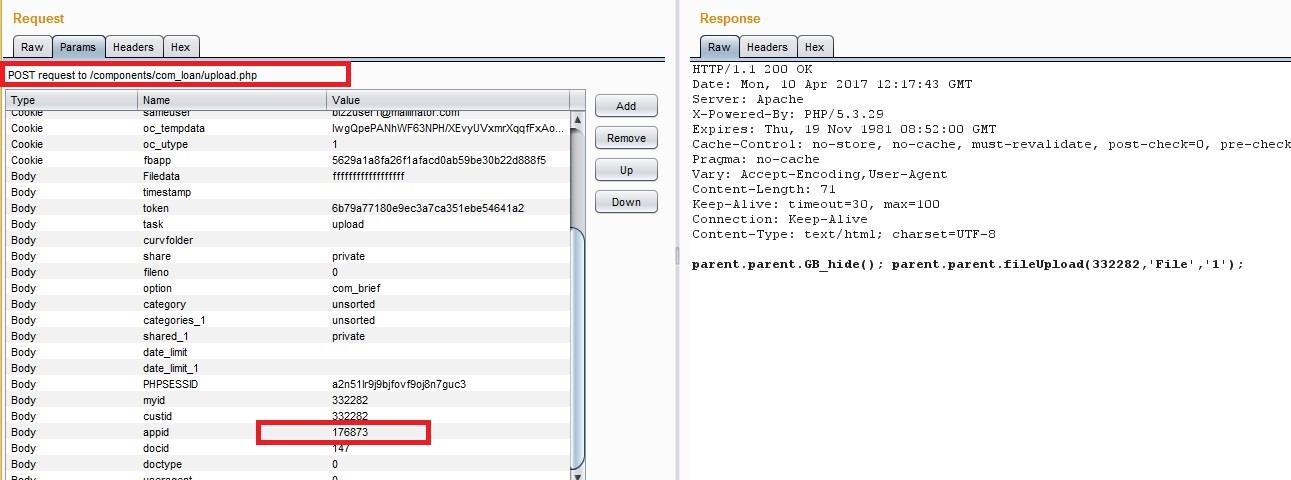 Request
Raw Params Headers Hex
POST request to /components/com_loan/upload.php
Type Name Value
Cookie sameuser bizzuser1@mailinator.com
Cookie oc_tempdata lwgQpePANhWF63NPH/XEvyUVxmrXqqfFxAo...
Cookie oc_utype 1
Cookie fbapp 5629a1a8fa26f1afacd0ab59be30b22d888f5
Body Filedata ffffffffffffffffff
Body timestamp
Body token 6b79a77180e9ec3a7ca351ebe54641a2
Body task upload
Body curvfolder
Body share private
Body fileno 0
Body option com_brief
Body category unsorted
Body categories_1 unsorted
Body shared_1 private
Body date_limit
Body date_limit_1
Body PHPSESSID a2n51lr9j9bjfovf9oj8n7guc3
Body myid 332282
Body custid 332282
Body appid 176873
Body docid 147
Body doctype 0
Body useragent 0
Add
Remove
Up
Down
Response
Raw Headers Hex
HTTP/1.1 200 OK
Date: Mon, 10 Apr 2017 12:17:43 GMT
Server: Apache
X-Powered-By: PHP/5.3.29
Expires: Thu, 19 Nov 1981 08:52:00 GMT
Cache-Control: no-store, no-cache, must-revalidate, post-check=0, pre-check
Pragma: no-cache
Vary: Accept-Encoding,User-Agent
Content-Length: 71
Keep-Alive: timeout=30, max=100
Connection: Keep-Alive
Content-Type: text/html; charset=UTF-8
parent.parent.GB_hide(); parent.parent.fileUpload(332282,'File','1');